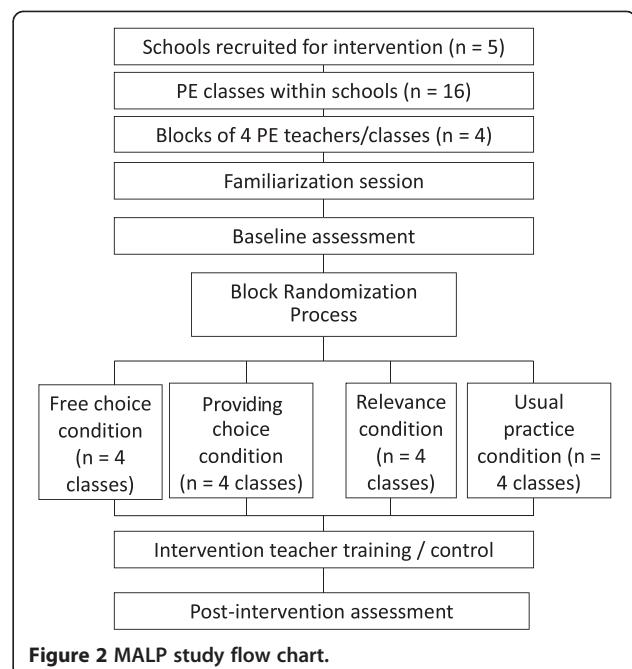 Schools recruited for intervention (n = 5)
PE classes within schools (n = 16)
Blocks of 4 PE teachers/classes (n = 4)
Familiarization session
Baseline assessment
Block Randomization
Process
Free choice
condition
(n = 4
classes)
Providing
choice
condition
(n = 4 classes)
Relevance
condition
(n = 4
classes)
Usual
practice
condition (n =
4 classes)
Intervention teacher training / control
Post-intervention assessment
Figure 2 MALP study flow chart.